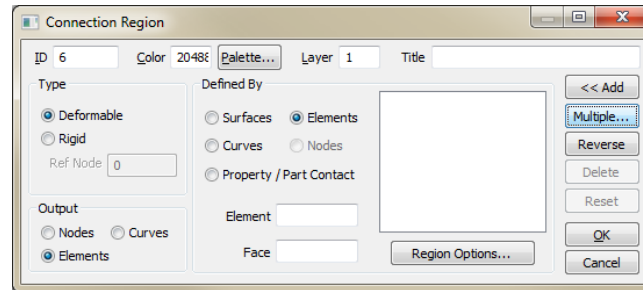 Connection Region
ID 6 Color 20488 Palette... Layer 1 Title
Type
Deformable
Rigid
Ref Node 0
Output
Nodes Curves
Elements
Defined By
Surfaces Elements
Curves Nodes
Property / Part Contact
Element
Face
Region Options...
<< Add
Multiple...
Reverse
Delete
Reset
OK
Cancel